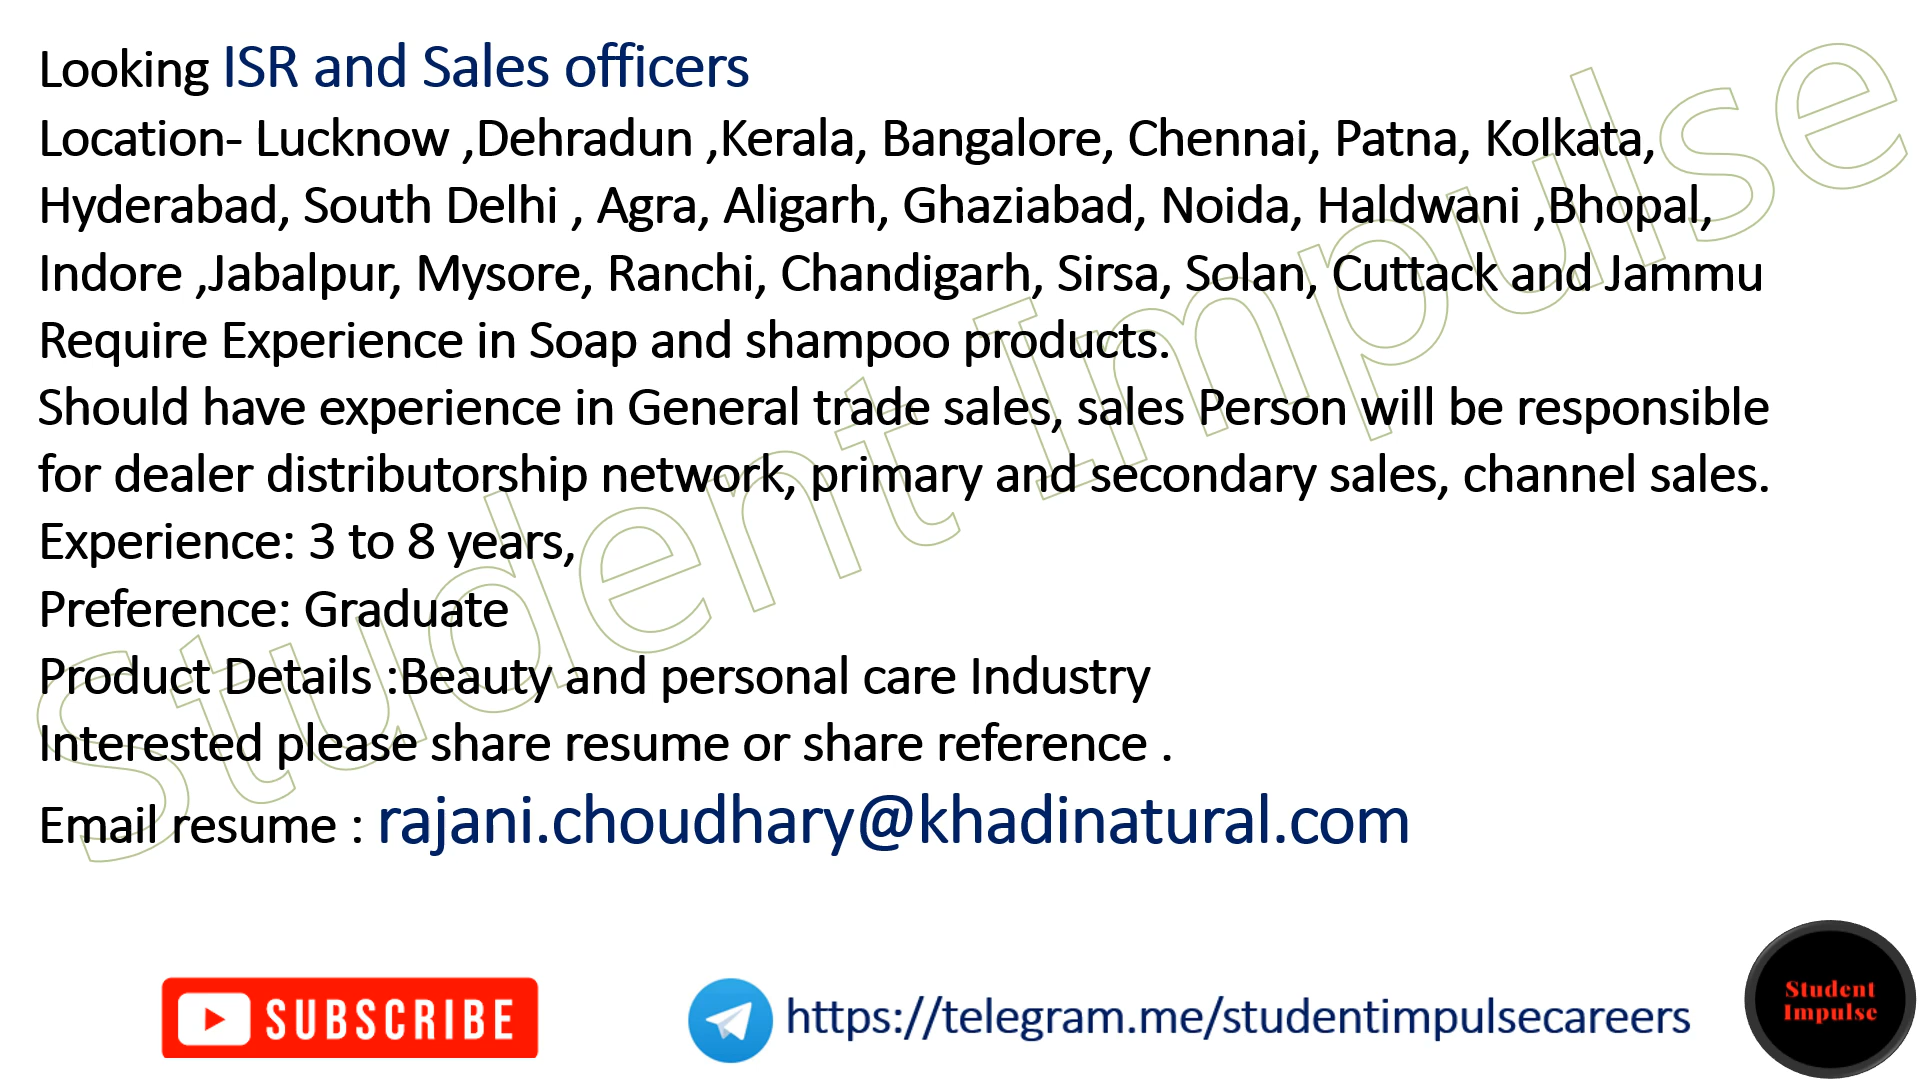 Looking ISR and Sales officers
Location- Lucknow ,Dehradun ,Kerala, Bangalore, Chennai, Patna, Kolkata,
Hyderabad, South Delhi , Agra, Aligarh, Ghaziabad, Noida, Haldwani ,Bhopal,
Indore ,Jabalpur, Mysore, Ranchi, Chandigarh, Sirsa, Solan, Cuttack and Jammu
Require Experience in Soap and shampoo products.
Should have experience in General trade sales, sales Person will be responsible
for dealer distributorship network, primary and secondary sales, channel sales.
Experience: 3 to 8 years,
Preference: Graduate
Product Details :Beauty and personal care Industry
Interested please share resume or share reference .
Email resume : rajani.choudhary@khadinatural.com
Student Impulse
SUBSCRIBE
https://telegram.me/studentimpulsecareers
Student
Impulse